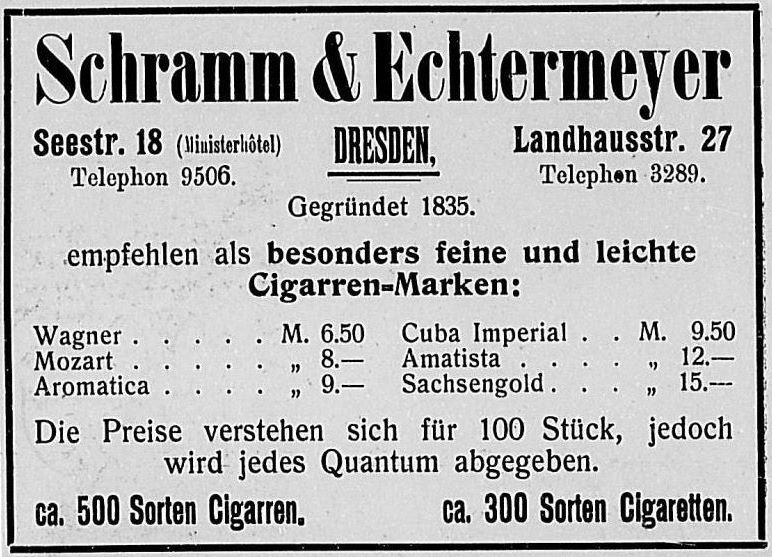 Schramm & Echtermeyer
Seestr. 18 (Ministerhôtel) DRESDEN, Landhausstr. 27
Telephon 9506. Telephon 3289.
Gegründet 1835.
empfehlen als besonders feine und leichte
Cigarren=Marken:
Wagner . . . . . M. 6.50 Cuba Imperial . . M. 9.50
Mozart . . . . . „ 8.— Amatista . . . . „ 12.—
Aromatica . . . . „ 9.— Sachsengold . . . „ 15.—
Die Preise verstehen sich für 100 Stück, jedoch
wird jedes Quantum abgegeben.
ca. 500 Sorten Cigarren. ca. 300 Sorten Cigaretten.